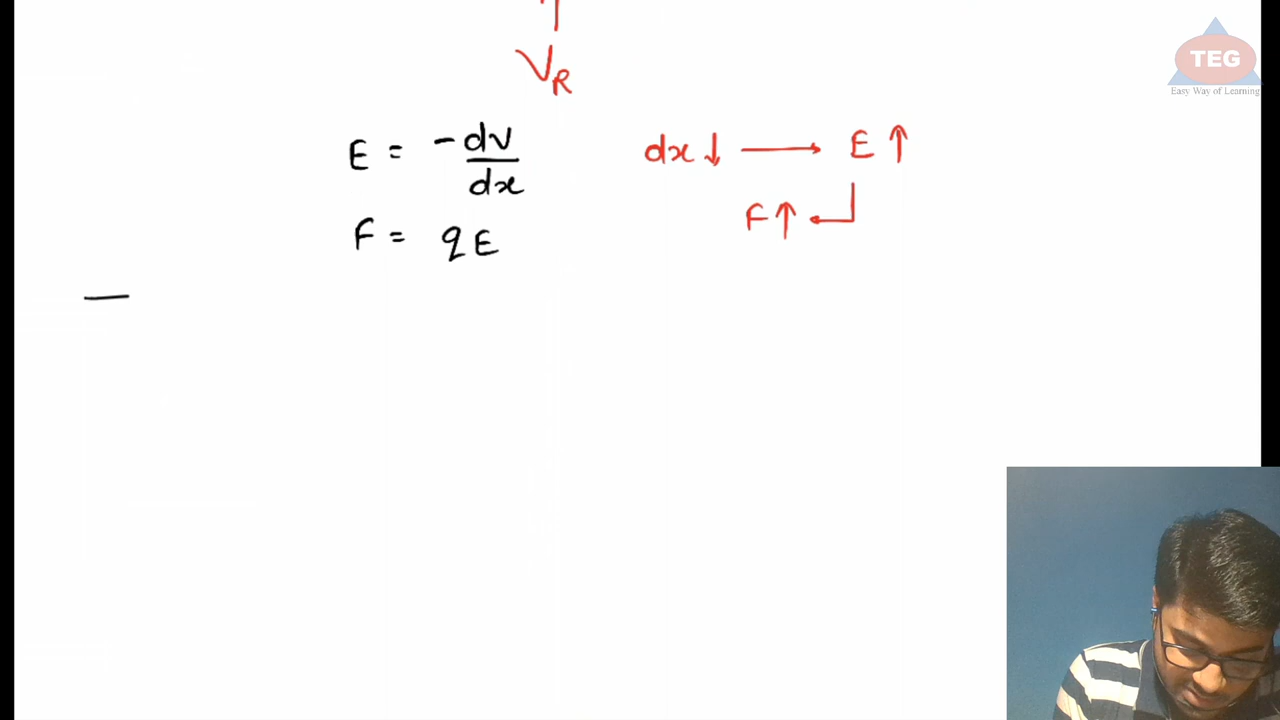 TEG
Easy Way of Learning
↑
V_R
E = -dv/dx
dx↓ ⟶ E↑
F = qE
F↑ ↵